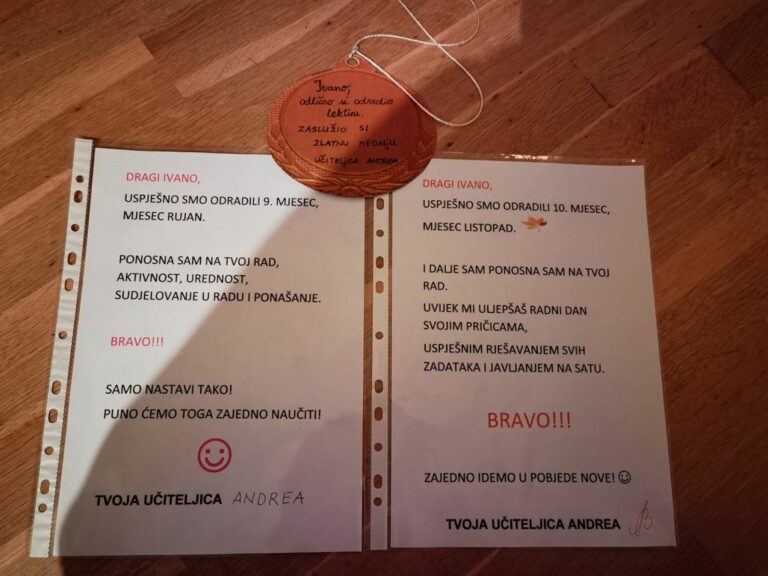 Ivano,
odlično si odradio
lektiru.
ZASLUŽIO SI
ZLATNU MEDALJU
UČITELJICA ANDREA
DRAGI IVANO,
USPJEŠNO SMO ODRADILI 9. MJESEC,
MJESEC RUJAN.
PONOSNA SAM NA TVOJ RAD,
AKTIVNOST, UREDNOST,
SUDJELOVANJE U RADU I PONAŠANJE.
BRAVO!!!
SAMO NASTAVI TAKO!
PUNO ĆEMO TOGA ZAJEDNO NAUČITI!
TVOJA UČITELJICA ANDREA
DRAGI IVANO,
USPJEŠNO SMO ODRADILI 10. MJESEC,
MJESEC LISTOPAD.
I DALJE SAM PONOSNA SAM NA TVOJ
RAD.
UVIJEK MI ULJEPŠAŠ RADNI DAN
SVOJIM PRIČICAMA,
USPJEŠNIM RJEŠAVANJEM SVIH
ZADATAKA I JAVLJANJEM NA SATU.
BRAVO!!!
ZAJEDNO IDEMO U POBJEDE NOVE!
TVOJA UČITELJICA ANDREA